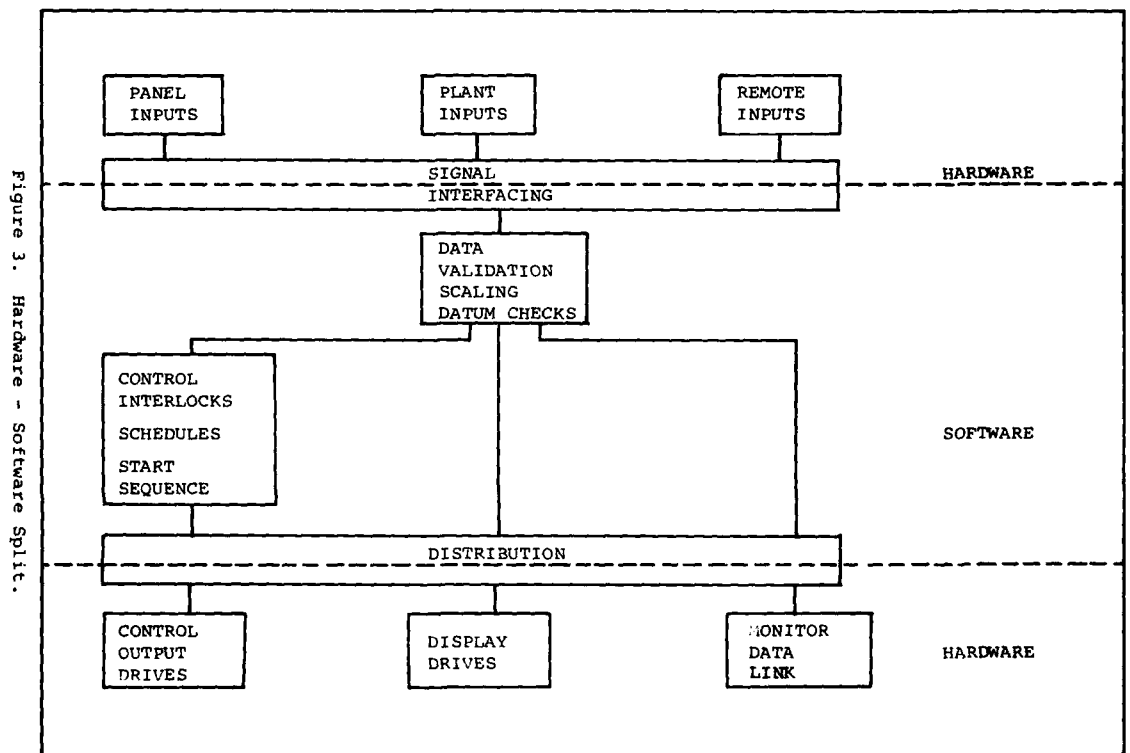 PANEL
INPUTS
PLANT
INPUTS
REMOTE
INPUTS
SIGNAL
INTERFACING
HARDWARE
DATA
VALIDATION
SCALING
DATUM CHECKS
CONTROL
INTERLOCKS
SCHEDULES
START
SEQUENCE
SOFTWARE
DISTRIBUTION
CONTROL
OUTPUT
DRIVES
DISPLAY
DRIVES
MONITOR
DATA
LINK
HARDWARE
Figure 3. Hardware - Software Split.